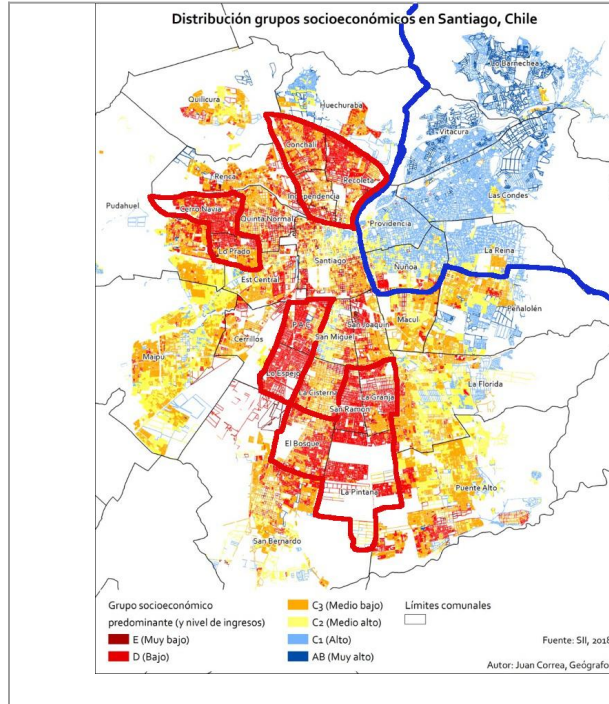 Distribución grupos socioeconómicos en Santiago, Chile
Lo Barnechea
Quilicura
Huechuraba
Vitacura
Conchalí
Renca
Recoleta
Las Condes
Independencia
Pudahuel
Cerro Navia
Quinta Normal
Providencia
Lo Prado
Santiago
Ñuñoa
La Reina
Est Central
Peñalolén
P.A.C.
San Joaquín
Macul
San Miguel
Cerrillos
Maipú
Lo Espejo
La Cisterna
La Granja
La Florida
San Ramón
El Bosque
La Pintana
Puente Alto
San Bernardo
Grupo socioeconómico
predominante (y nivel de ingresos)
E (Muy bajo)
D (Bajo)
C3 (Medio bajo)
C2 (Medio alto)
C1 (Alto)
AB (Muy alto)
Límites comunales
Fuente: SII, 2018
Autor: Juan Correa, Geógrafo